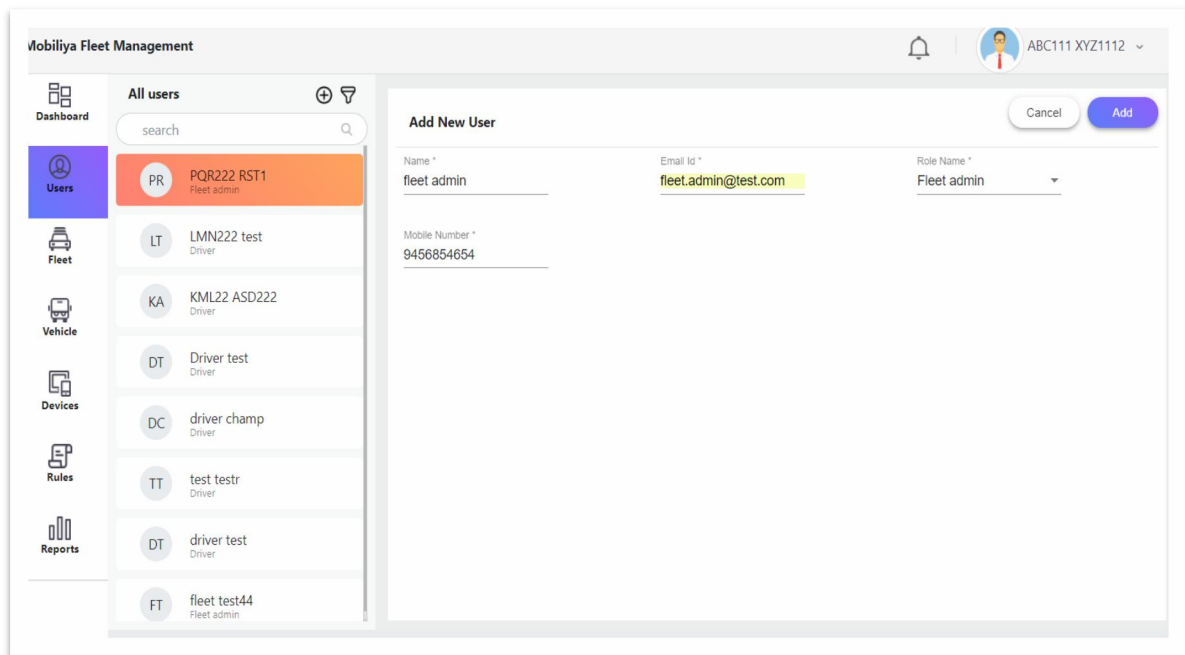 Mobiliya Fleet Management
ABC111 XYZ1112
Dashboard
Users
Fleet
Vehicle
Devices
Rules
Reports
All users
search
PR
PQR222 RST1
Fleet admin
LT
LMN222 test
Driver
KA
KML22 ASD222
Driver
DT
Driver test
Driver
DC
driver champ
Driver
TT
test testr
Driver
DT
driver test
Driver
FT
fleet test44
Fleet admin
Add New User
Cancel
Add
Name *
fleet admin
Email Id *
fleet.admin@test.com
Role Name *
Fleet admin
Mobile Number *
9456854654